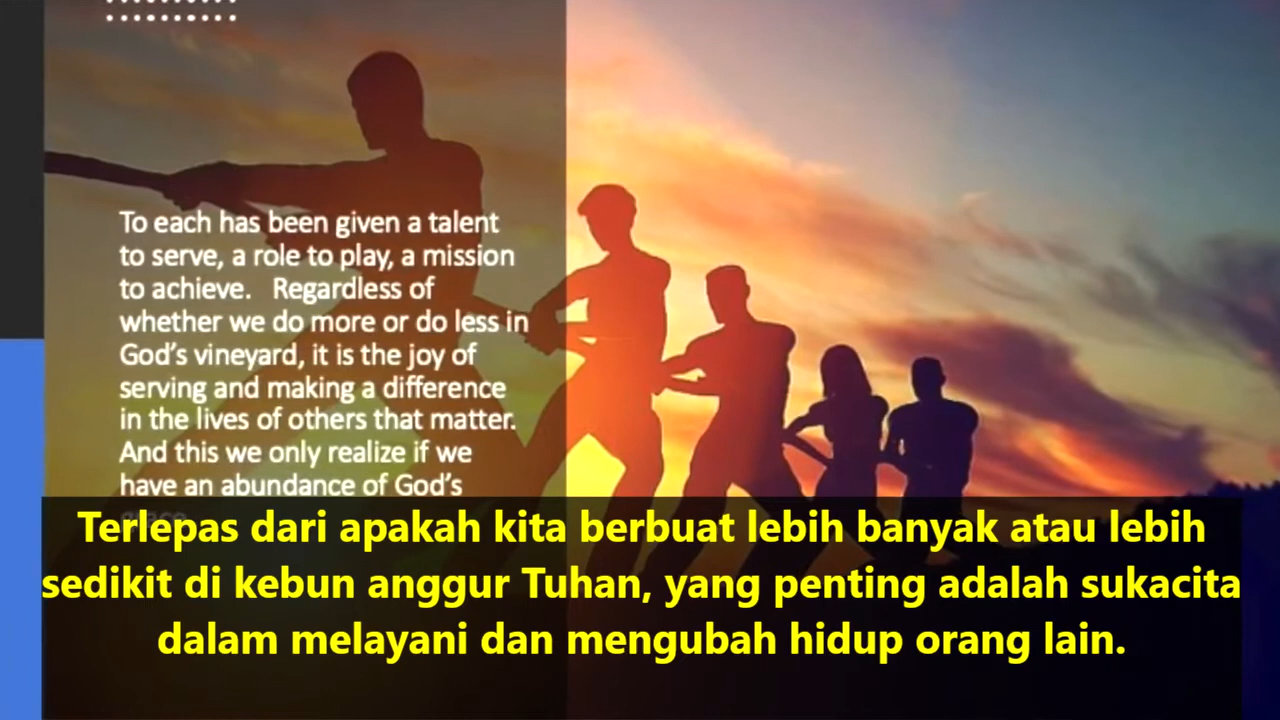 To each has been given a talent
to serve, a role to play, a mission
to achieve. Regardless of
whether we do more or do less in
God's vineyard, it is the joy of
serving and making a difference
in the lives of others that matter.
And this we only realize if we
have an abundance of God's
Terlepas dari apakah kita berbuat lebih banyak atau lebih
sedikit di kebun anggur Tuhan, yang penting adalah sukacita
dalam melayani dan mengubah hidup orang lain.